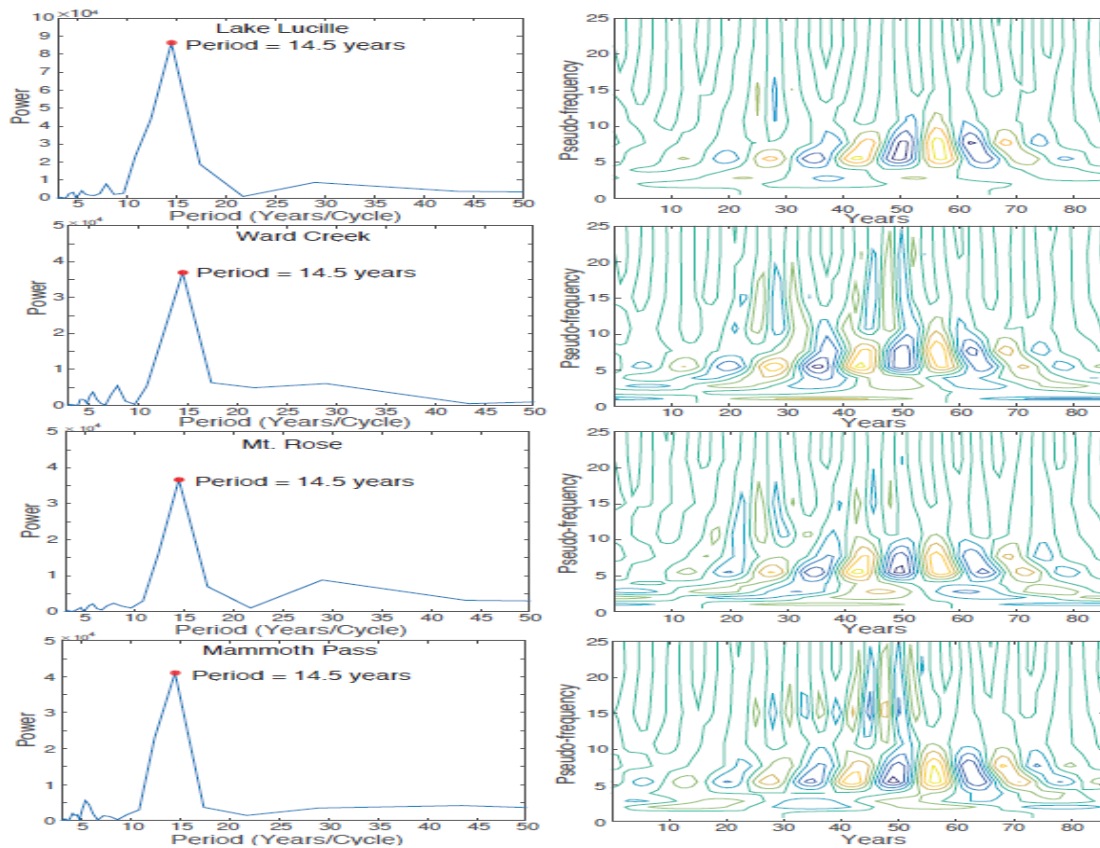 10 ×10⁴
Lake Lucille
Period = 14.5 years
9
8
7
6
5
4
3
2
1
0
Power
5 10 15 20 25 30 35 40 45 50
Period (Years/Cycle)
25
20
15
10
5
0
Pseudo-frequency
10 20 30 40 50 60 70 80
Years
5 ×10⁴
Ward Creek
Period = 14.5 years
4
3
2
1
0
Power
5 10 15 20 25 30 35 40 45 50
Period (Years/Cycle)
25
20
15
10
5
0
Pseudo-frequency
10 20 30 40 50 60 70 80
Years
5 ×10⁴
Mt. Rose
Period = 14.5 years
4
3
2
1
0
Power
5 10 15 20 25 30 35 40 45 50
Period (Years/Cycle)
25
20
15
10
5
0
Pseudo-frequency
10 20 30 40 50 60 70 80
Years
5 ×10⁴
Mammoth Pass
Period = 14.5 years
4
3
2
1
0
Power
5 10 15 20 25 30 35 40 45 50
Period (Years/Cycle)
25
20
15
10
5
0
Pseudo-frequency
10 20 30 40 50 60 70 80
Years